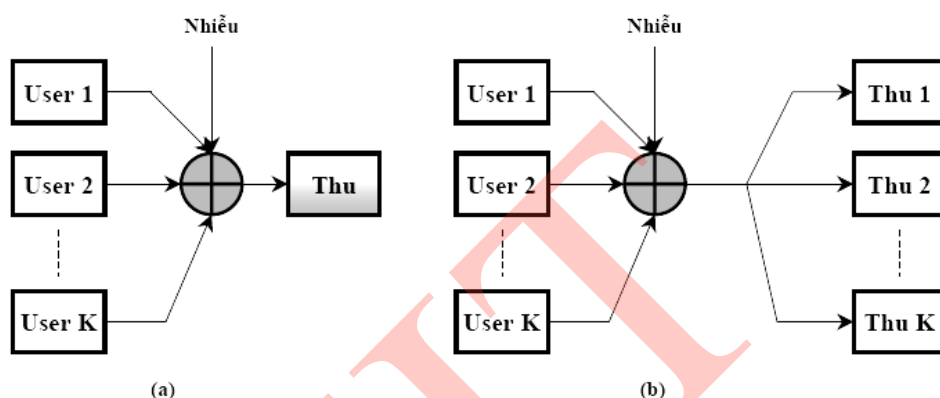 Nhiễu
User 1
User 2
User K
Thu
(a)
Nhiễu
User 1
User 2
User K
Thu 1
Thu 2
Thu K
(b)